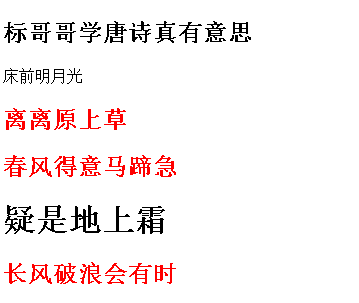 标哥哥学唐诗真有意思
床前明月光
离离原上草
春风得意马蹄急
疑是地上霜
长风破浪会有时